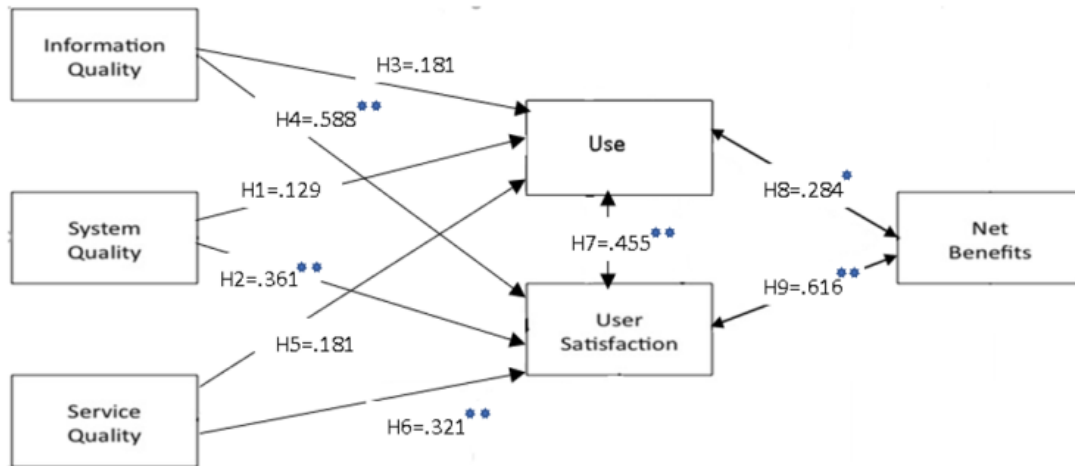 Information
Quality
H3=.181
H4=.588**
Use
H1=.129
H8=.284*
System
Quality
H7=.455**
Net
Benefits
H2=.361**
H9=.616**
User
Satisfaction
H5=.181
Service
Quality
H6=.321**